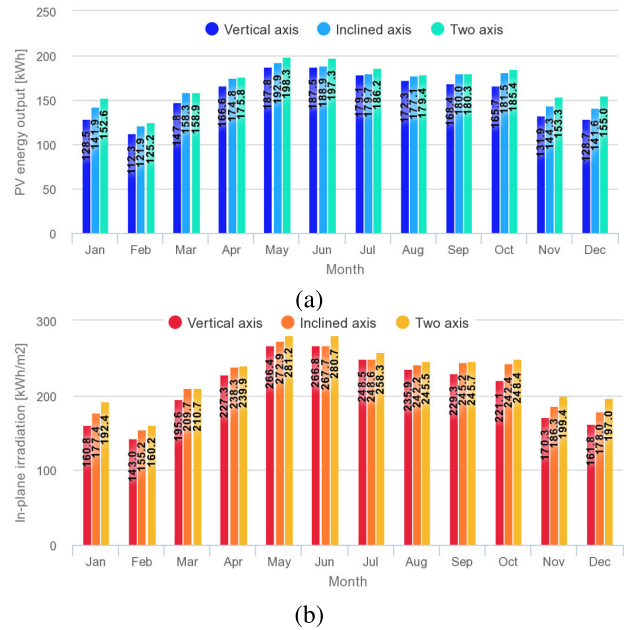 (a)
Vertical axis Inclined axis Two axis
PV energy output [kWh]
250
200
150
100
50
0
128.5 141.9 152.6
112.3 121.9 125.2
147.8 158.3 158.9
166.6 174.8 175.8
187.8 192.9 198.3
187.5 188.9 197.3
179.1 179.7 186.2
172.3 177.1 179.4
168.4 180.0 180.3
165.7 181.5 185.4
131.9 144.3 153.3
128.7 141.6 155.0
Jan Feb Mar Apr May Jun Jul Aug Sep Oct Nov Dec
Month
Vertical axis Inclined axis Two axis
In-plane irradiation [kWh/m2]
300
200
100
0
160.8 177.4 192.4
143.0 155.2 160.2
195.6 209.7 210.7
227.3 238.3 239.9
266.4 272.9 281.2
266.8 267.7 280.7
248.5 248.6 258.3
235.9 242.2 245.5
229.3 245.2 245.7
221.1 242.4 248.4
170.3 186.3 199.4
161.8 178.0 197.0
Jan Feb Mar Apr May Jun Jul Aug Sep Oct Nov Dec
Month
(b)